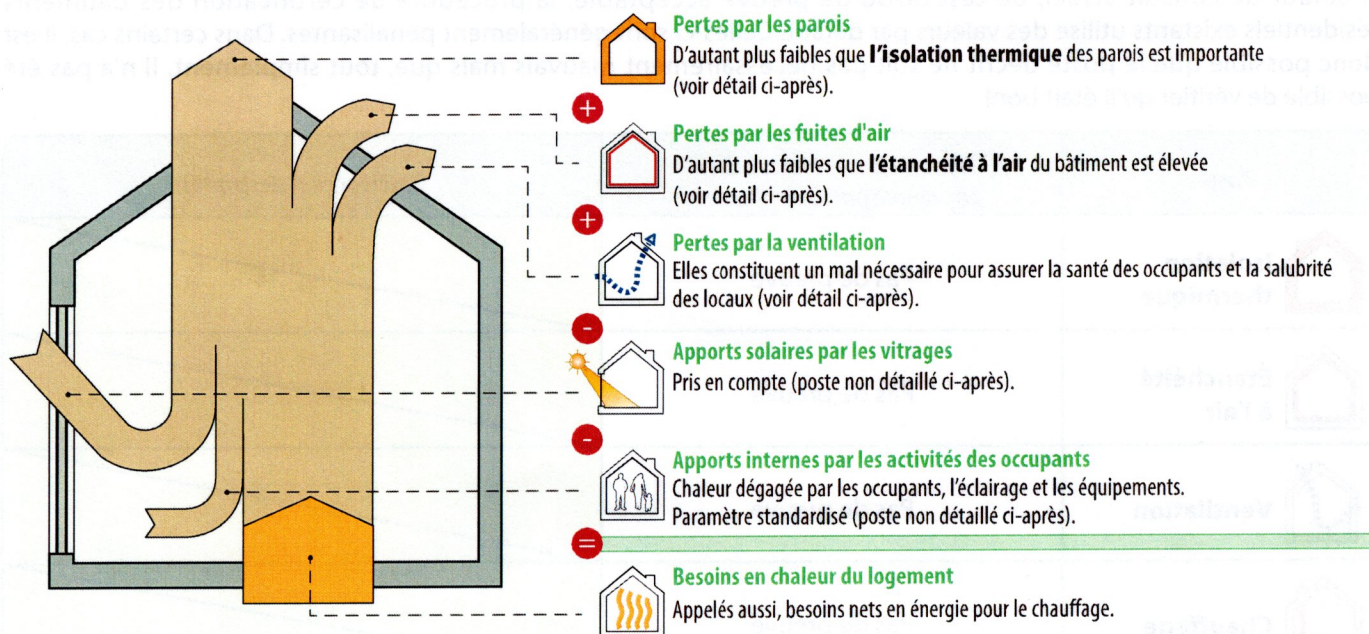 Pertes par les parois
D'autant plus faibles que l'isolation thermique des parois est importante
(voir détail ci-après).
+
Pertes par les fuites d'air
D'autant plus faibles que l'étanchéité à l'air du bâtiment est élevée
(voir détail ci-après).
+
Pertes par la ventilation
Elles constituent un mal nécessaire pour assurer la santé des occupants et la salubrité
des locaux (voir détail ci-après).
-
Apports solaires par les vitrages
Pris en compte (poste non détaillé ci-après).
-
Apports internes par les activités des occupants
Chaleur dégagée par les occupants, l'éclairage et les équipements.
Paramètre standardisé (poste non détaillé ci-après).
=
Besoins en chaleur du logement
Appelés aussi, besoins nets en énergie pour le chauffage.